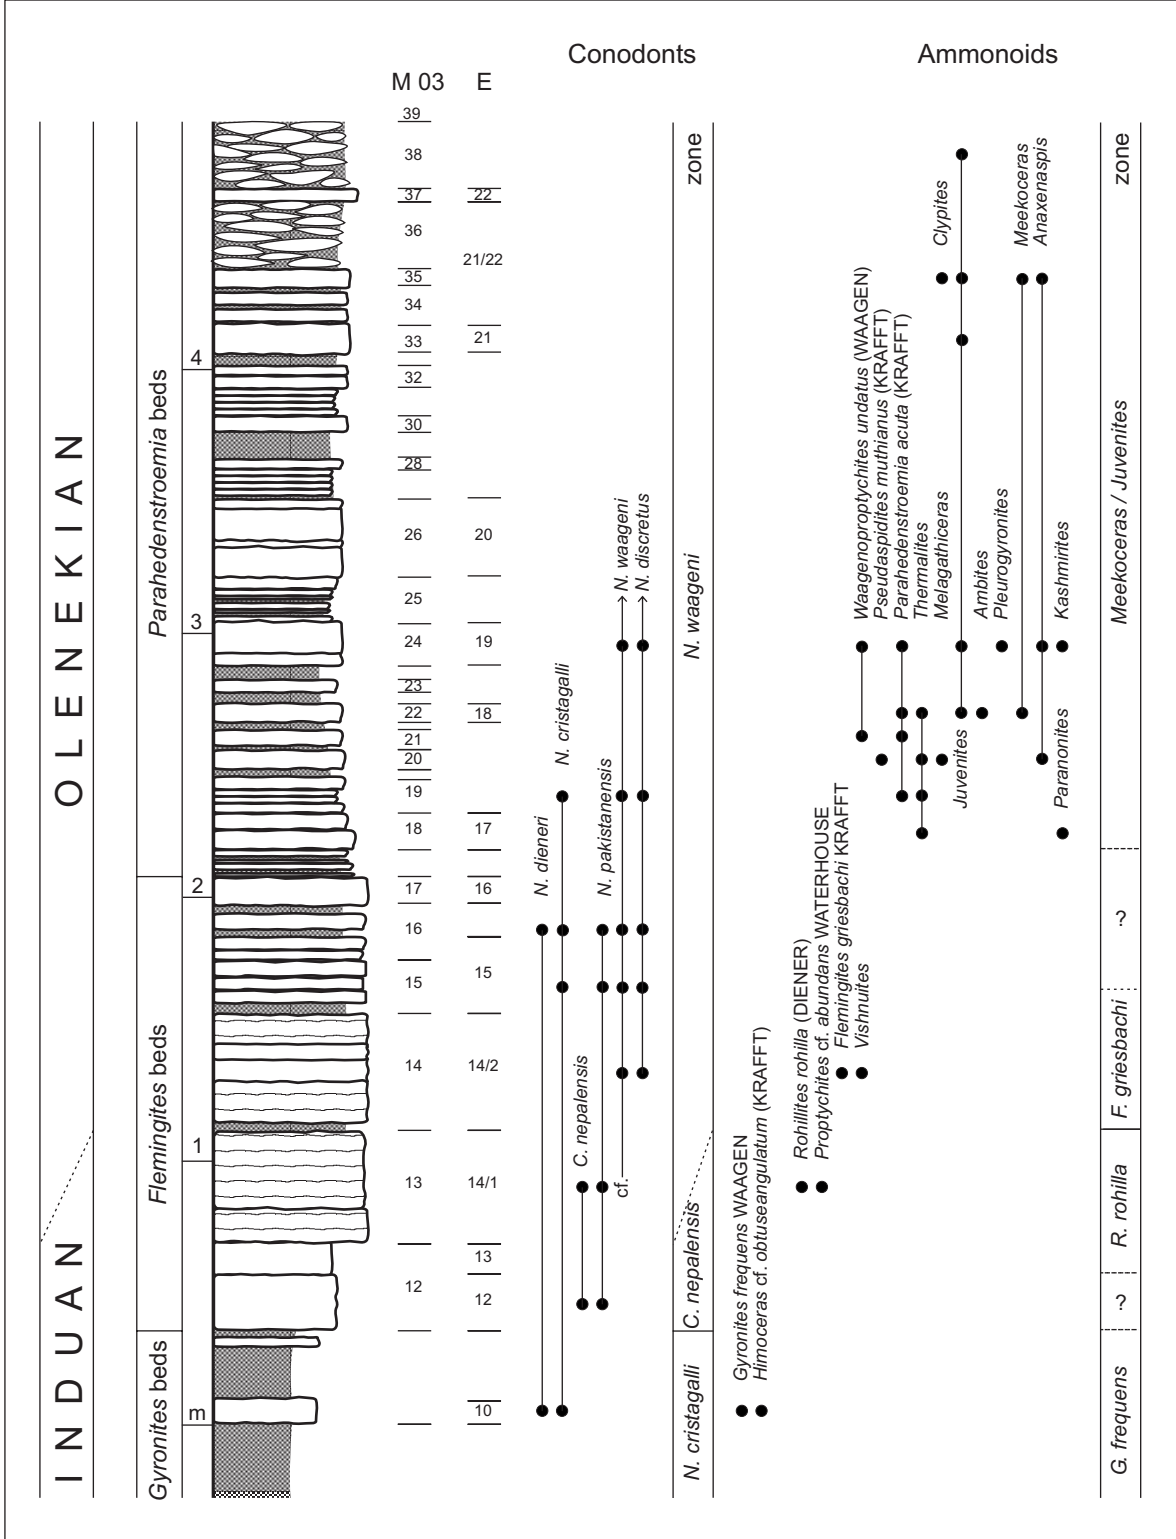 Conodonts
Ammonoids
M 03
E
39
38
37
36
35
34
33
32
30
28
26
25
24
23
22
21
20
19
18
17
16
15
14
13
12
22
21/22
21
20
19
18
17
16
15
14/2
14/1
13
12
10
OLENEKIAN
INDUAN
Parahedenstroemia beds
Flemingites beds
Gyronites beds
4
3
2
1
m
N. dieneri
N. cristagalli
C. nepalensis
N. pakistanensis
N. waageni
cf.
N. discretus
zone
N. waageni
C. nepalensis
N. cristagalli
Gyronites frequens WAAGEN
Himoceras cf. obtuseangulatum (KRAFFT)
Rohillites rohilla (DIENER)
Proptychites cf. abundans WATERHOUSE
Flemingites griesbachi KRAFFT
Vishnuites
Waagenoproptychites undatus (WAAGEN)
Pseudaspidites muthianus (KRAFFT)
Parahedenstroemia acuta (KRAFFT)
Thermalites
Melagathiceras
Clypites
Juvenites
Ambites
Pleurogyronites
Meekoceras
Anaxenaspis
Kashmirites
Paranonites
zone
Meekoceras / Juvenites
?
F. griesbachi
R. rohilla
?
G. frequens